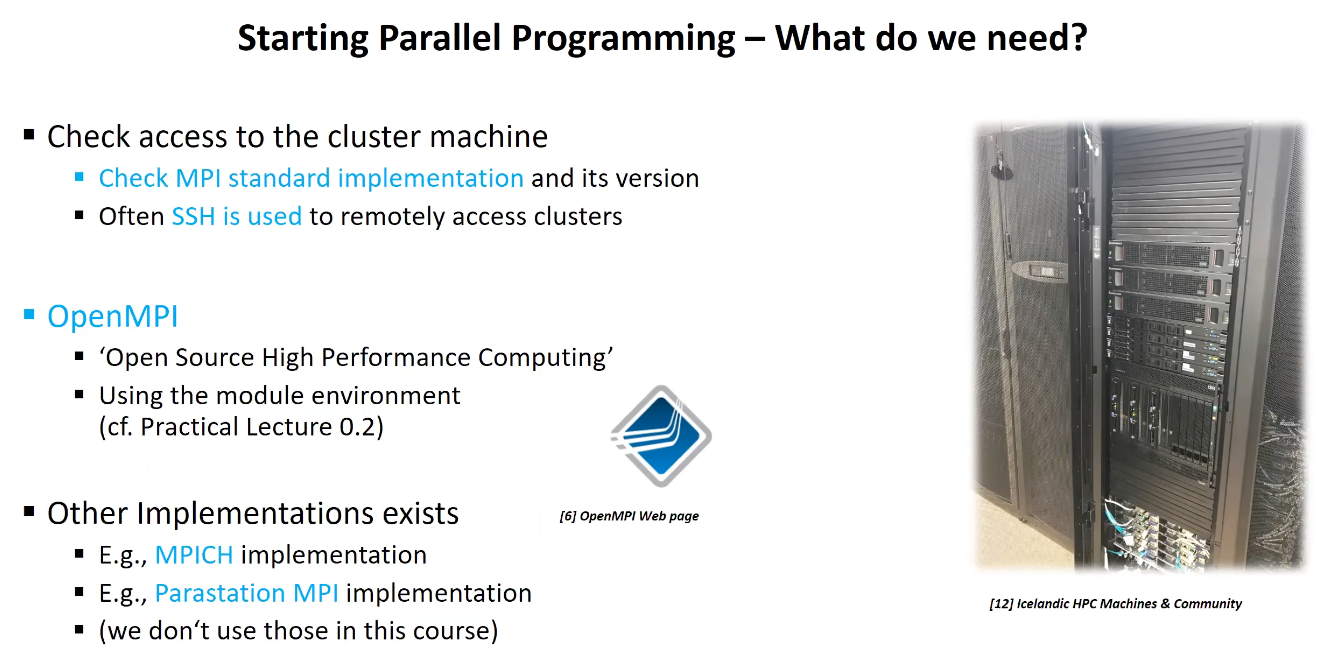 Starting Parallel Programming – What do we need?
▪ Check access to the cluster machine
▪ Check MPI standard implementation and its version
▪ Often SSH is used to remotely access clusters
▪ OpenMPI
▪ ‘Open Source High Performance Computing’
▪ Using the module environment
(cf. Practical Lecture 0.2)
▪ Other Implementations exists
▪ E.g., MPICH implementation
▪ E.g., Parastation MPI implementation
▪ (we don‘t use those in this course)
[6] OpenMPI Web page
[12] Icelandic HPC Machines & Community